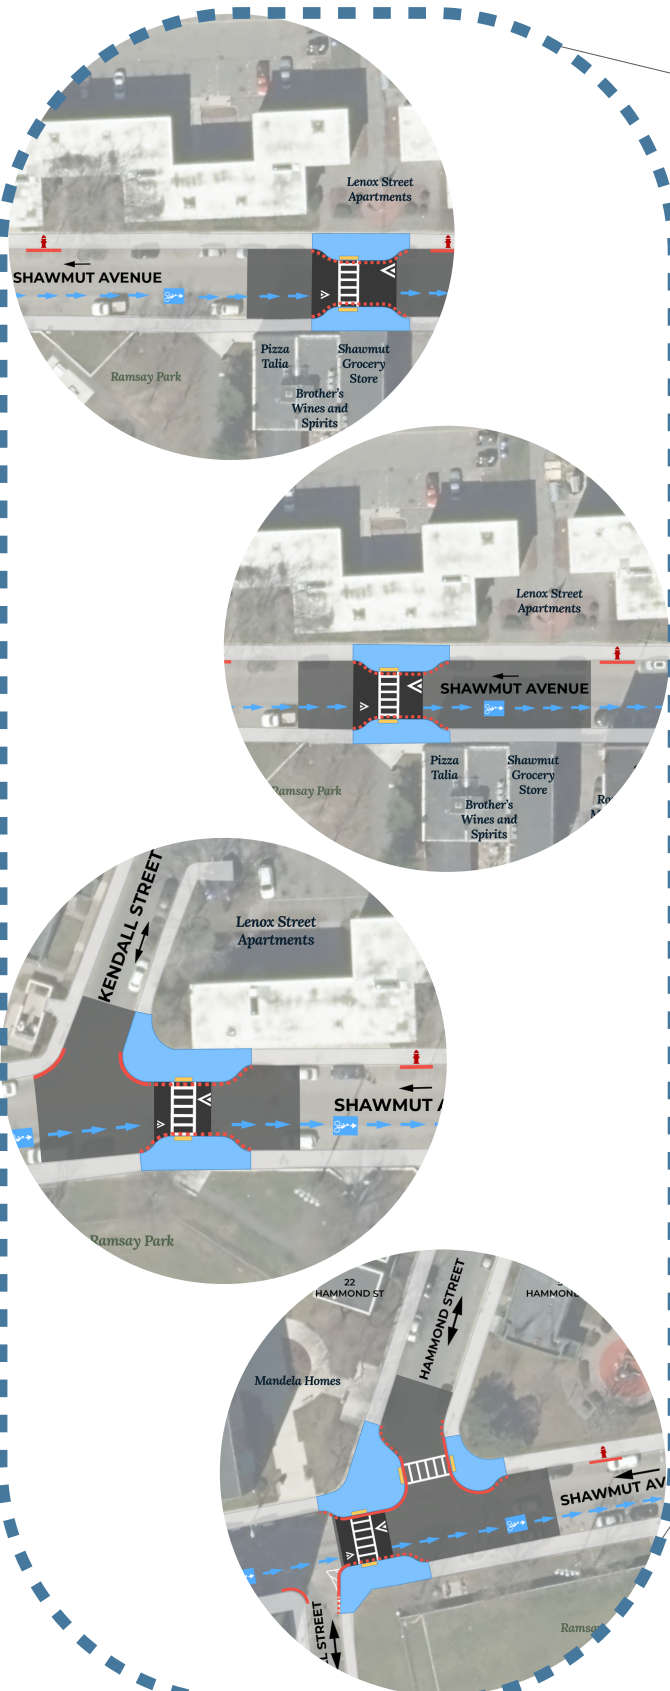 Lenox Street
Apartments
SHAWMUT AVENUE
Pizza
Talia
Shawmut
Grocery
Store
Ramsay Park
Brother's
Wines and
Spirits
Lenox Street
Apartments
SHAWMUT AVENUE
Pizza
Talia
Shawmut
Grocery
Store
Ramsay Park
Brother's
Wines and
Spirits
KENDALL STREET
Lenox Street
Apartments
SHAWMUT A
Ramsay Park
22
HAMMOND ST
HAMMOND STREET
HAMMOND
Mandela Homes
SHAWMUT AV
STREET
Ramsay